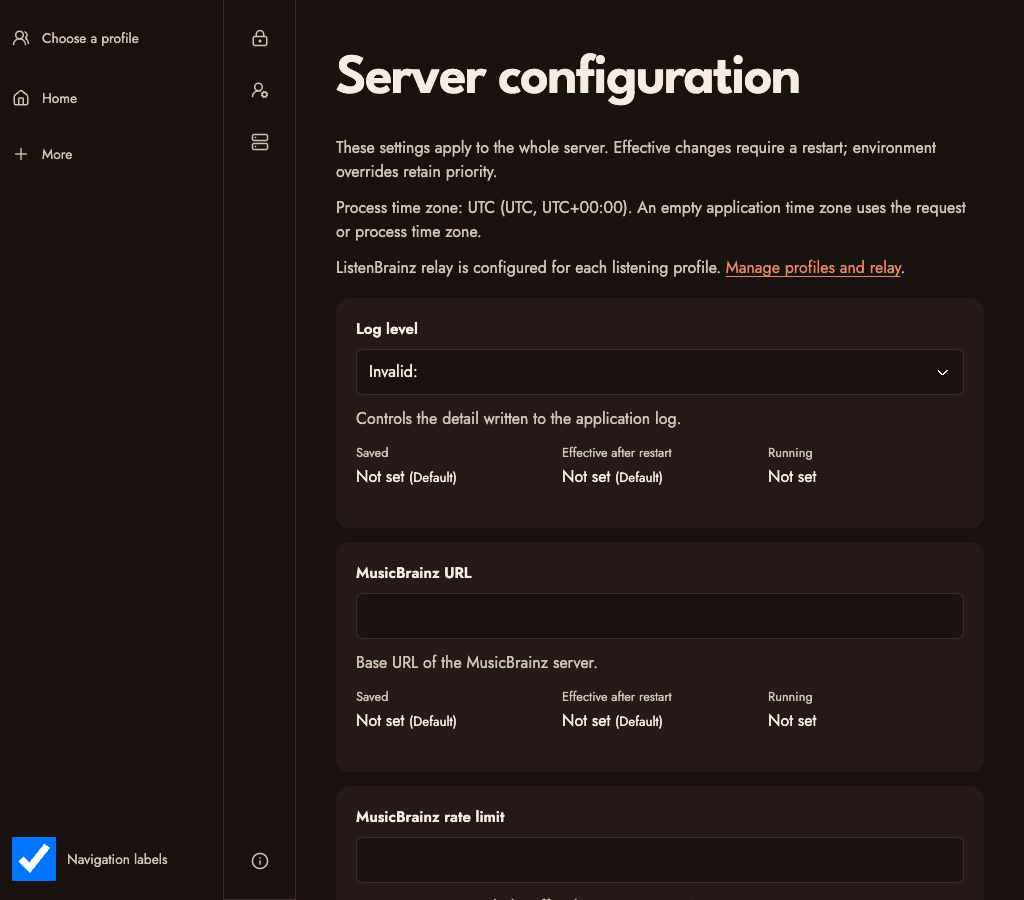 Choose a profile
Home
More
Navigation labels
Server configuration
These settings apply to the whole server. Effective changes require a restart; environment
overrides retain priority.
Process time zone: UTC (UTC, UTC+00:00). An empty application time zone uses the request
or process time zone.
ListenBrainz relay is configured for each listening profile. Manage profiles and relay.
Log level
Invalid:
Controls the detail written to the application log.
Saved Effective after restart Running
Not set (Default) Not set (Default) Not set
MusicBrainz URL
Base URL of the MusicBrainz server.
Saved Effective after restart Running
Not set (Default) Not set (Default) Not set
MusicBrainz rate limit